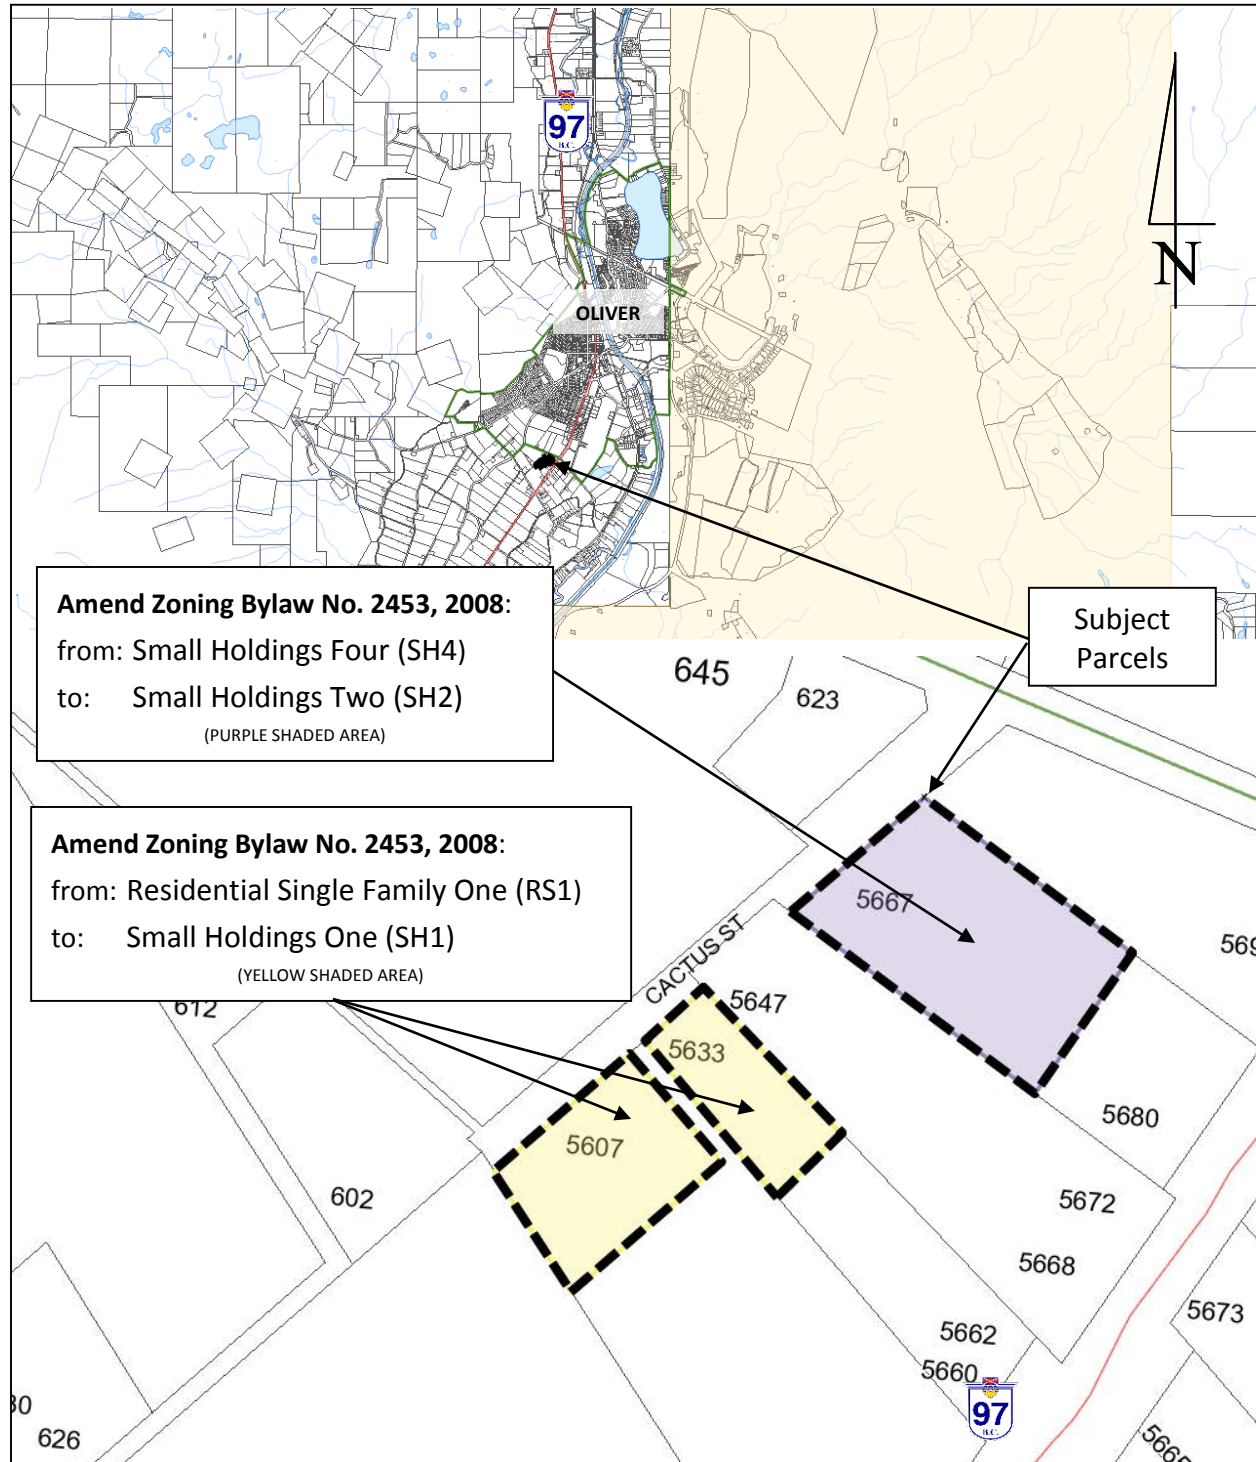 97
B.C.
N
OLIVER
Amend Zoning Bylaw No. 2453, 2008:
from: Small Holdings Four (SH4)
to: Small Holdings Two (SH2)
(PURPLE SHADED AREA)
Subject
Parcels
645
623
Amend Zoning Bylaw No. 2453, 2008:
from: Residential Single Family One (RS1)
to: Small Holdings One (SH1)
(YELLOW SHADED AREA)
5667
569
CACTUS ST
612
5647
5633
5607
5680
602
5672
5668
5673
5662
5660
97
B.C.
30
626
5665